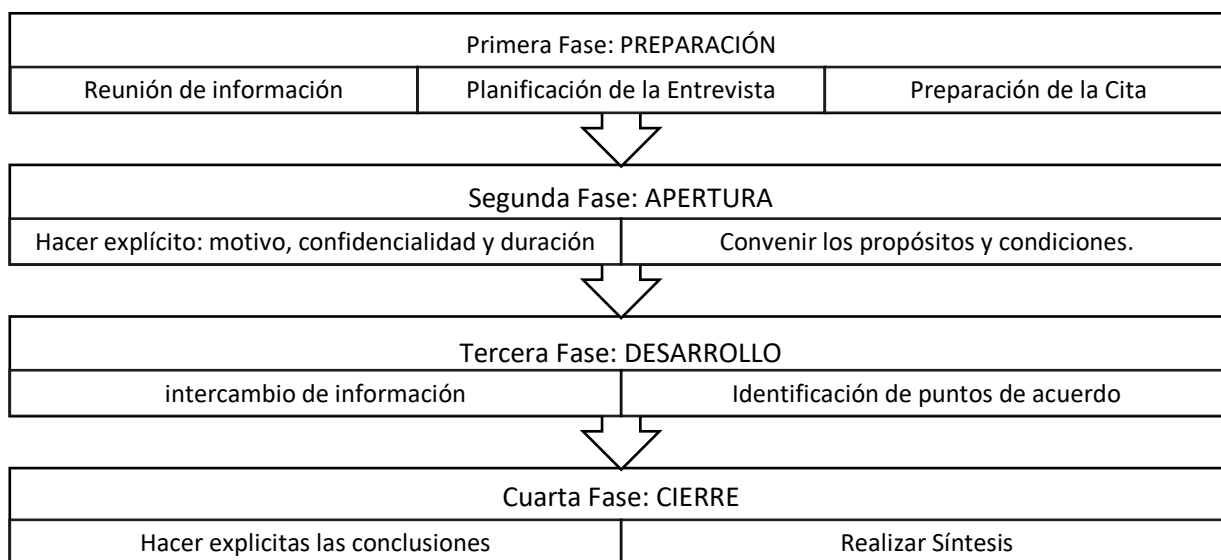 Primera Fase: PREPARACIÓN
Reunión de información
Planificación de la Entrevista
Preparación de la Cita
Segunda Fase: APERTURA
Hacer explícito: motivo, confidencialidad y duración
Convenir los propósitos y condiciones.
Tercera Fase: DESARROLLO
intercambio de información
Identificación de puntos de acuerdo
Cuarta Fase: CIERRE
Hacer explicitas las conclusiones
Realizar Síntesis